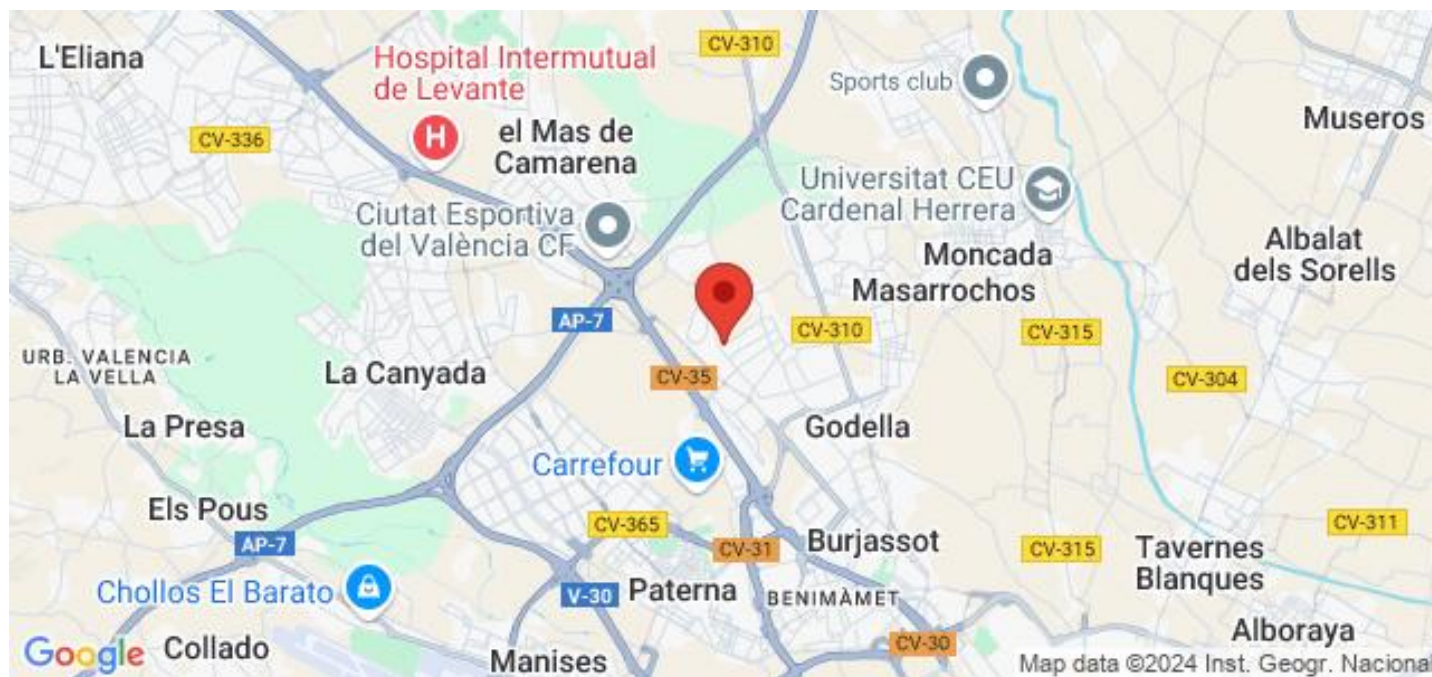 L'Eliana
Hospital Intermutual
de Levante
CV-310
Sports club
Museros
CV-336
el Mas de
Camarena
H
Universitat CEU
Cardenal Herrera
Ciutat Esportiva
del València CF
Moncada
Albalat
dels Sorells
Masarrochos
AP-7
CV-310
CV-315
URB. VALENCIA
LA VELLA
La Canyada
CV-35
CV-304
La Presa
Godella
Carrefour
Els Pous
CV-365
CV-311
AP-7
CV-31
Burjassot
CV-315
Tavernes
Blanques
Chollos El Barato
V-30
Paterna
BENIMÀMET
Google
Collado
Manises
CV-30
Alboraya
Map data ©2024 Inst. Geogr. Nacional